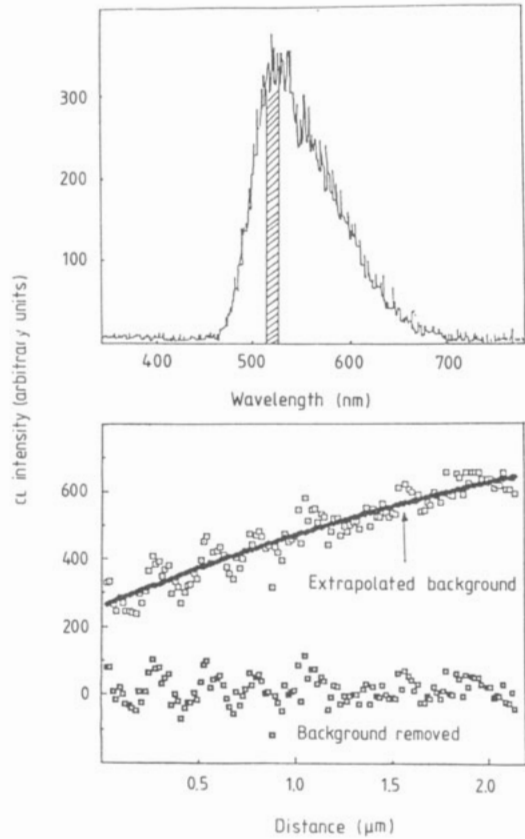 300
200
100
400 500 600 700
Wavelength (nm)
CL intensity (arbitrary units)
600
400
200
0
Extrapolated background
Background removed
0.5 1.0 1.5 2.0
Distance (μm)